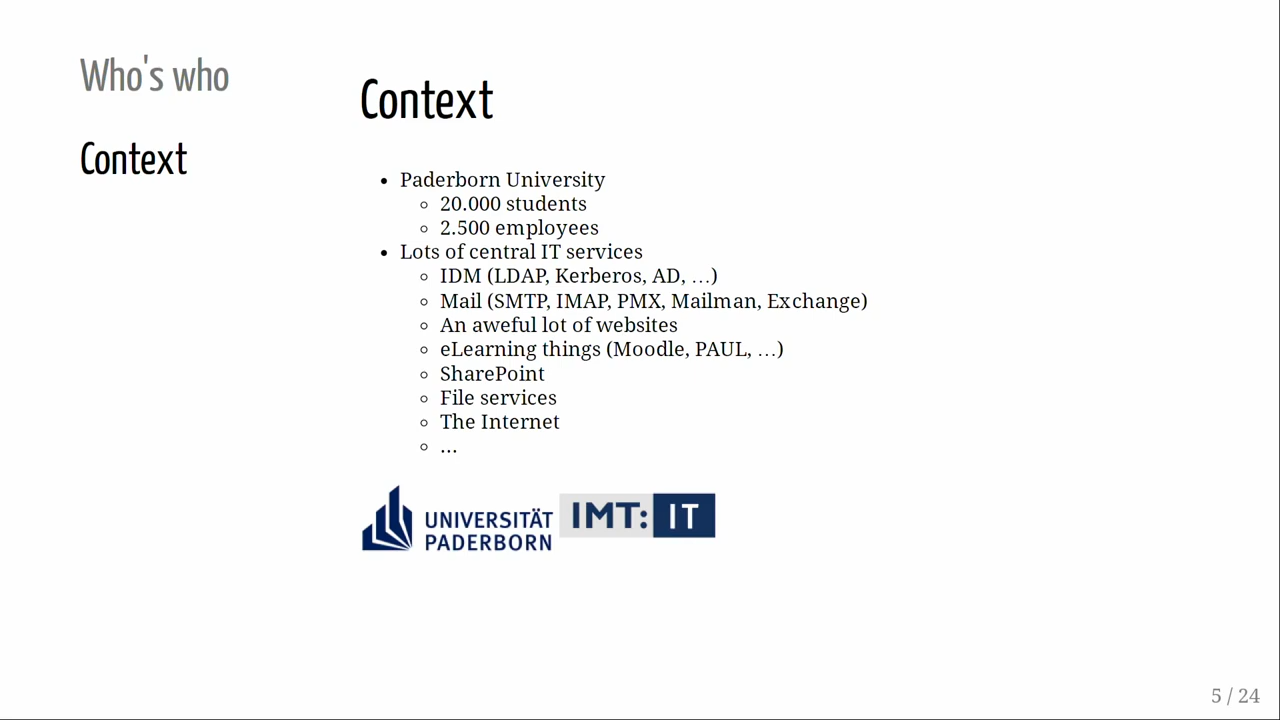 Who's who
Context
Context
• Paderborn University
◦ 20.000 students
◦ 2.500 employees
• Lots of central IT services
◦ IDM (LDAP, Kerberos, AD, …)
◦ Mail (SMTP, IMAP, PMX, Mailman, Exchange)
◦ An aweful lot of websites
◦ eLearning things (Moodle, PAUL, …)
◦ SharePoint
◦ File services
◦ The Internet
◦ ...
UNIVERSITÄT
PADERBORN
IMT: IT
5 / 24